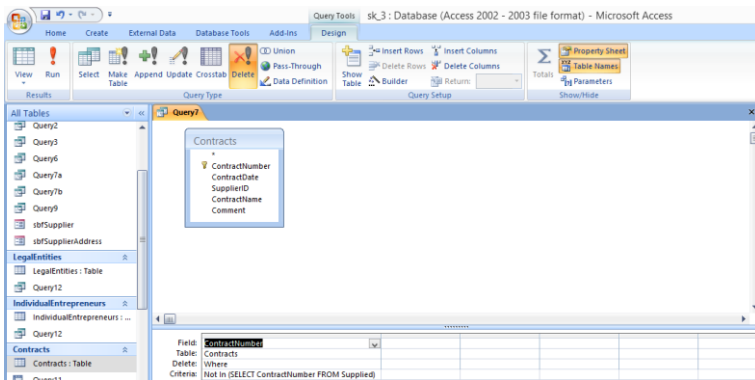 Query Tools sk_3 : Database (Access 2002 - 2003 file format) - Microsoft Access
Home Create External Data Database Tools Add-Ins Design
View Run Select Make Table Append Update Crosstab Delete
Union
Pass-Through
Data Definition
Show Table
Insert Rows Insert Columns
Delete Rows Delete Columns
Builder Return:
Totals
Property Sheet
Table Names
Parameters
Results Query Type Query Setup Show/Hide
All Tables
Query2
Query3
Query6
Query7a
Query7b
Query9
sbfSupplier
sbfSupplierAddress
LegalEntities
LegalEntities : Table
Query12
IndividualEntrepreneurs
IndividualEntrepreneurs : ...
Query12
Contracts
Contracts : Table
Query11
Query7
Contracts
*
ContractNumber
ContractDate
SupplierID
ContractName
Comment
Field: ContractNumber
Table: Contracts
Delete: Where
Criteria: Not In (SELECT ContractNumber FROM Supplied)